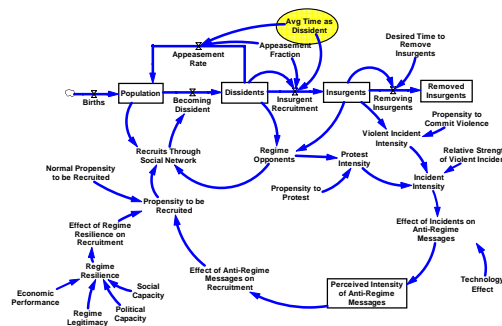 Avg Time as
Dissident
Appeasement
Rate
Appeasement
Fraction
Desired Time to
Remove
Insurgents
Births
Population
Becoming
Dissident
Dissidents
Insurgent
Recruitment
Insurgents
Removing
Insurgents
Removed
Insurgents
Propensity to
Commit Violence
Violent Incident
Intensity
Recruits Through
Social Network
Regime
Opponents
Protest
Intensity
Relative Strengt
of Violent Inciden
Incident
Intensity
Normal Propensity
to be Recruited
Propensity to
Protest
Propensity to be
Recruited
Effect of Regime
Resilience on
Recruitment
Effect of Incidents on
Anti-Regime
Messages
Regime
Resilience
Effect of Anti-Regime
Messages on
Recruitment
Technology
Effect
Economic
Performance
Social
Capacity
Perceived Intensity
of Anti-Regime
Messages
Regime
Legitimacy
Political
Capacity